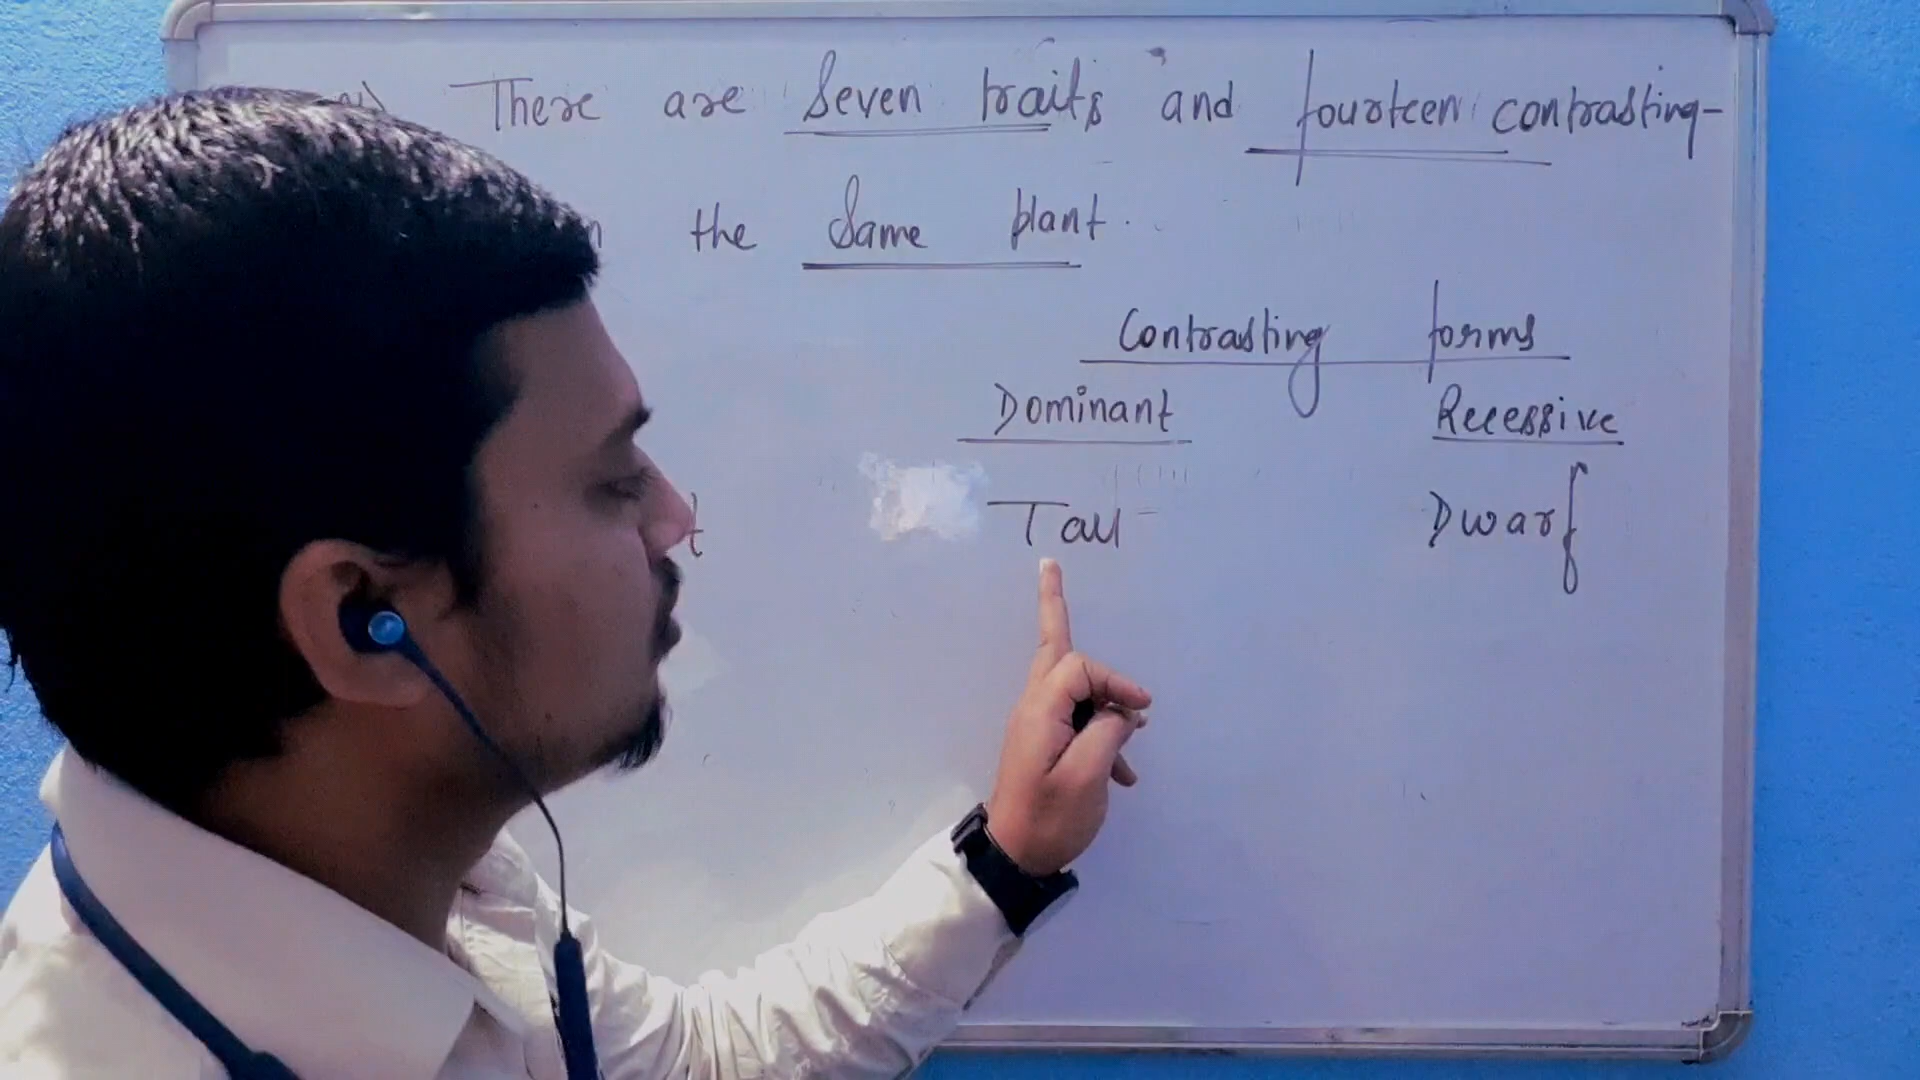 There are seven traits and fourteen contrasting-
the same plant.
Contrasting forms
Dominant Recessive
Tall Dwarf